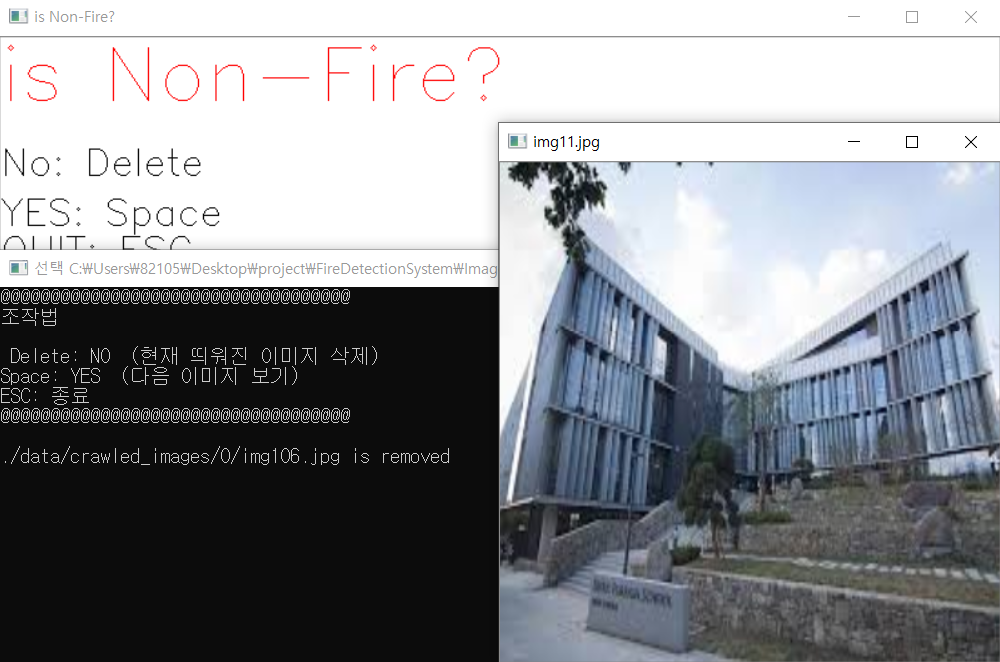 is Non-Fire?
is Non-Fire?
No: Delete
YES: Space
QUIT: ESC
img11.jpg
선택 C:₩Users₩82105₩Desktop₩project₩FireDetectionSystem₩Imag
@@@@@@@@@@@@@@@@@@@@@@@@@@@@@@@@@@@
조작법
Delete: NO (현재 띄워진 이미지 삭제)
Space: YES (다음 이미지 보기)
ESC: 종료
@@@@@@@@@@@@@@@@@@@@@@@@@@@@@@@@@@@
./data/crawled_images/0/img106.jpg is removed
SCHOOL